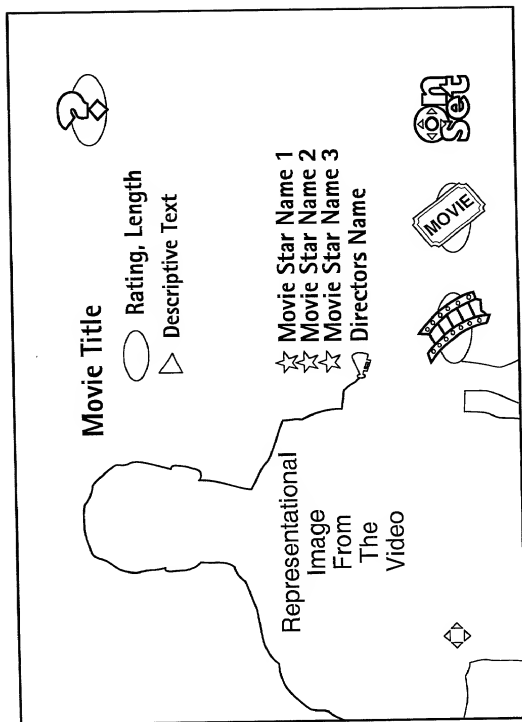 ?
Movie Title
Rating, Length
Descriptive Text
Movie Star Name 1
Movie Star Name 2
Movie Star Name 3
Directors Name
Representational
Image
From
The
Video
MOVIE
on
set